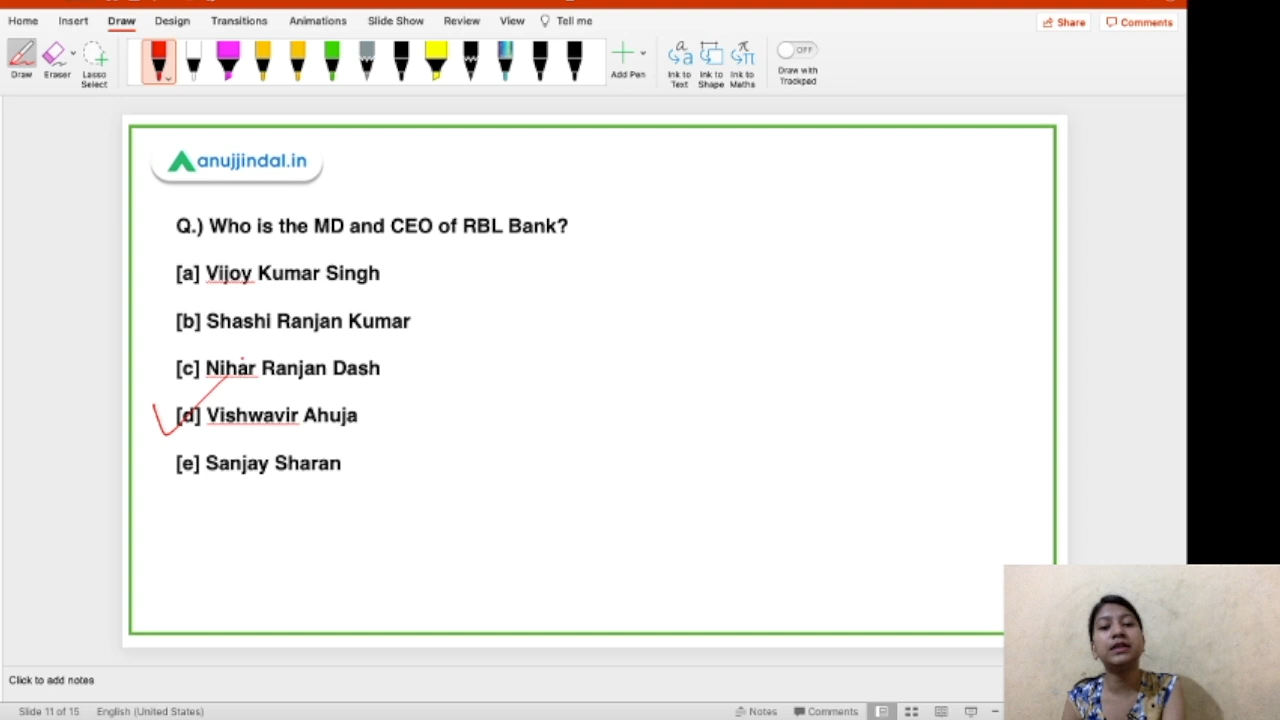 Home Insert Draw Design Transitions Animations Slide Show Review View Tell me Share Comments
Draw Eraser Lasso Select Add Pen Ink to Text Ink to Shape Ink to Maths OFF Draw with Trackpad
anujjindal.in
Q.) Who is the MD and CEO of RBL Bank?
[a] Vijoy Kumar Singh
[b] Shashi Ranjan Kumar
[c] Nihar Ranjan Dash
[d] Vishwavir Ahuja
[e] Sanjay Sharan
Click to add notes
Slide 11 of 15 English (United States) Notes Comments